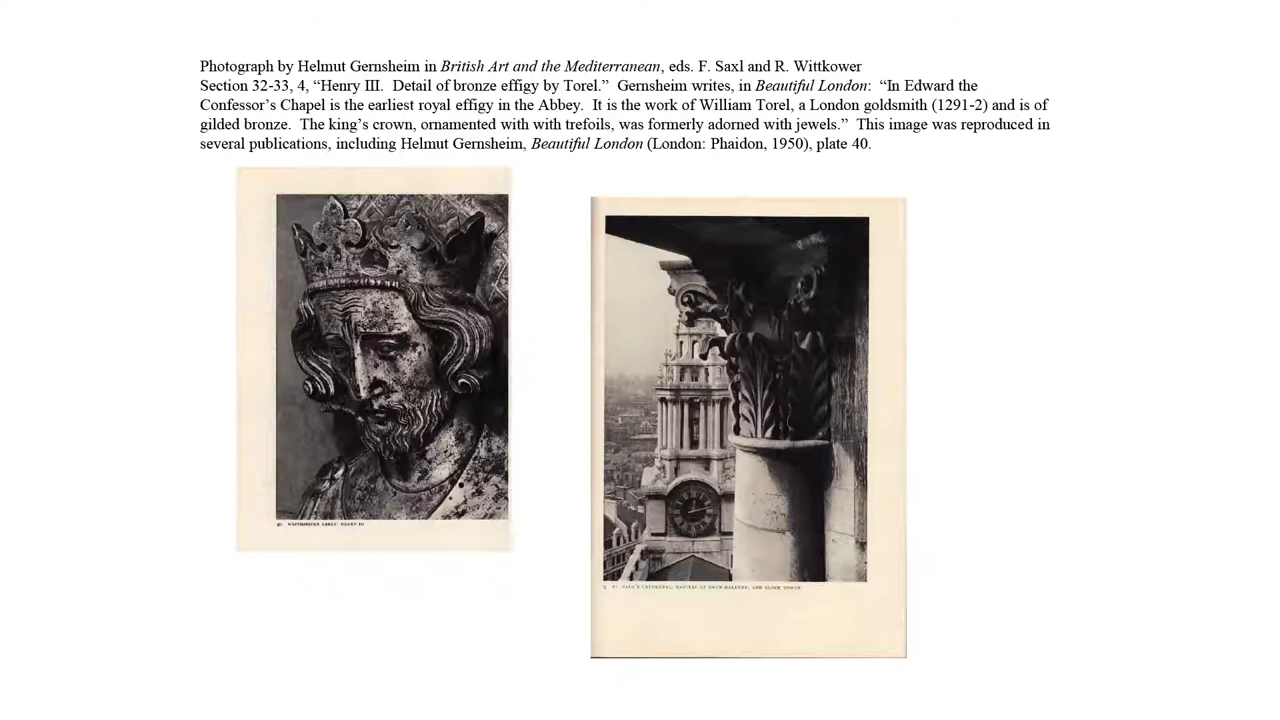 Photograph by Helmut Gernsheim in British Art and the Mediterranean, eds. F. Saxl and R. Wittkower
Section 32-33, 4, “Henry III.  Detail of bronze effigy by Torel.”  Gernsheim writes, in Beautiful London:  “In Edward the
Confessor’s Chapel is the earliest royal effigy in the Abbey.  It is the work of William Torel, a London goldsmith (1291-2) and is of
gilded bronze.  The king’s crown, ornamented with with trefoils, was formerly adorned with jewels.”  This image was reproduced in
several publications, including Helmut Gernsheim, Beautiful London (London: Phaidon, 1950), plate 40.
WESTMINSTER ABBEY: HENRY III
ST. PAUL'S CATHEDRAL—CAPITAL OF DRUM GALLERY, AND CLOCK TOWER